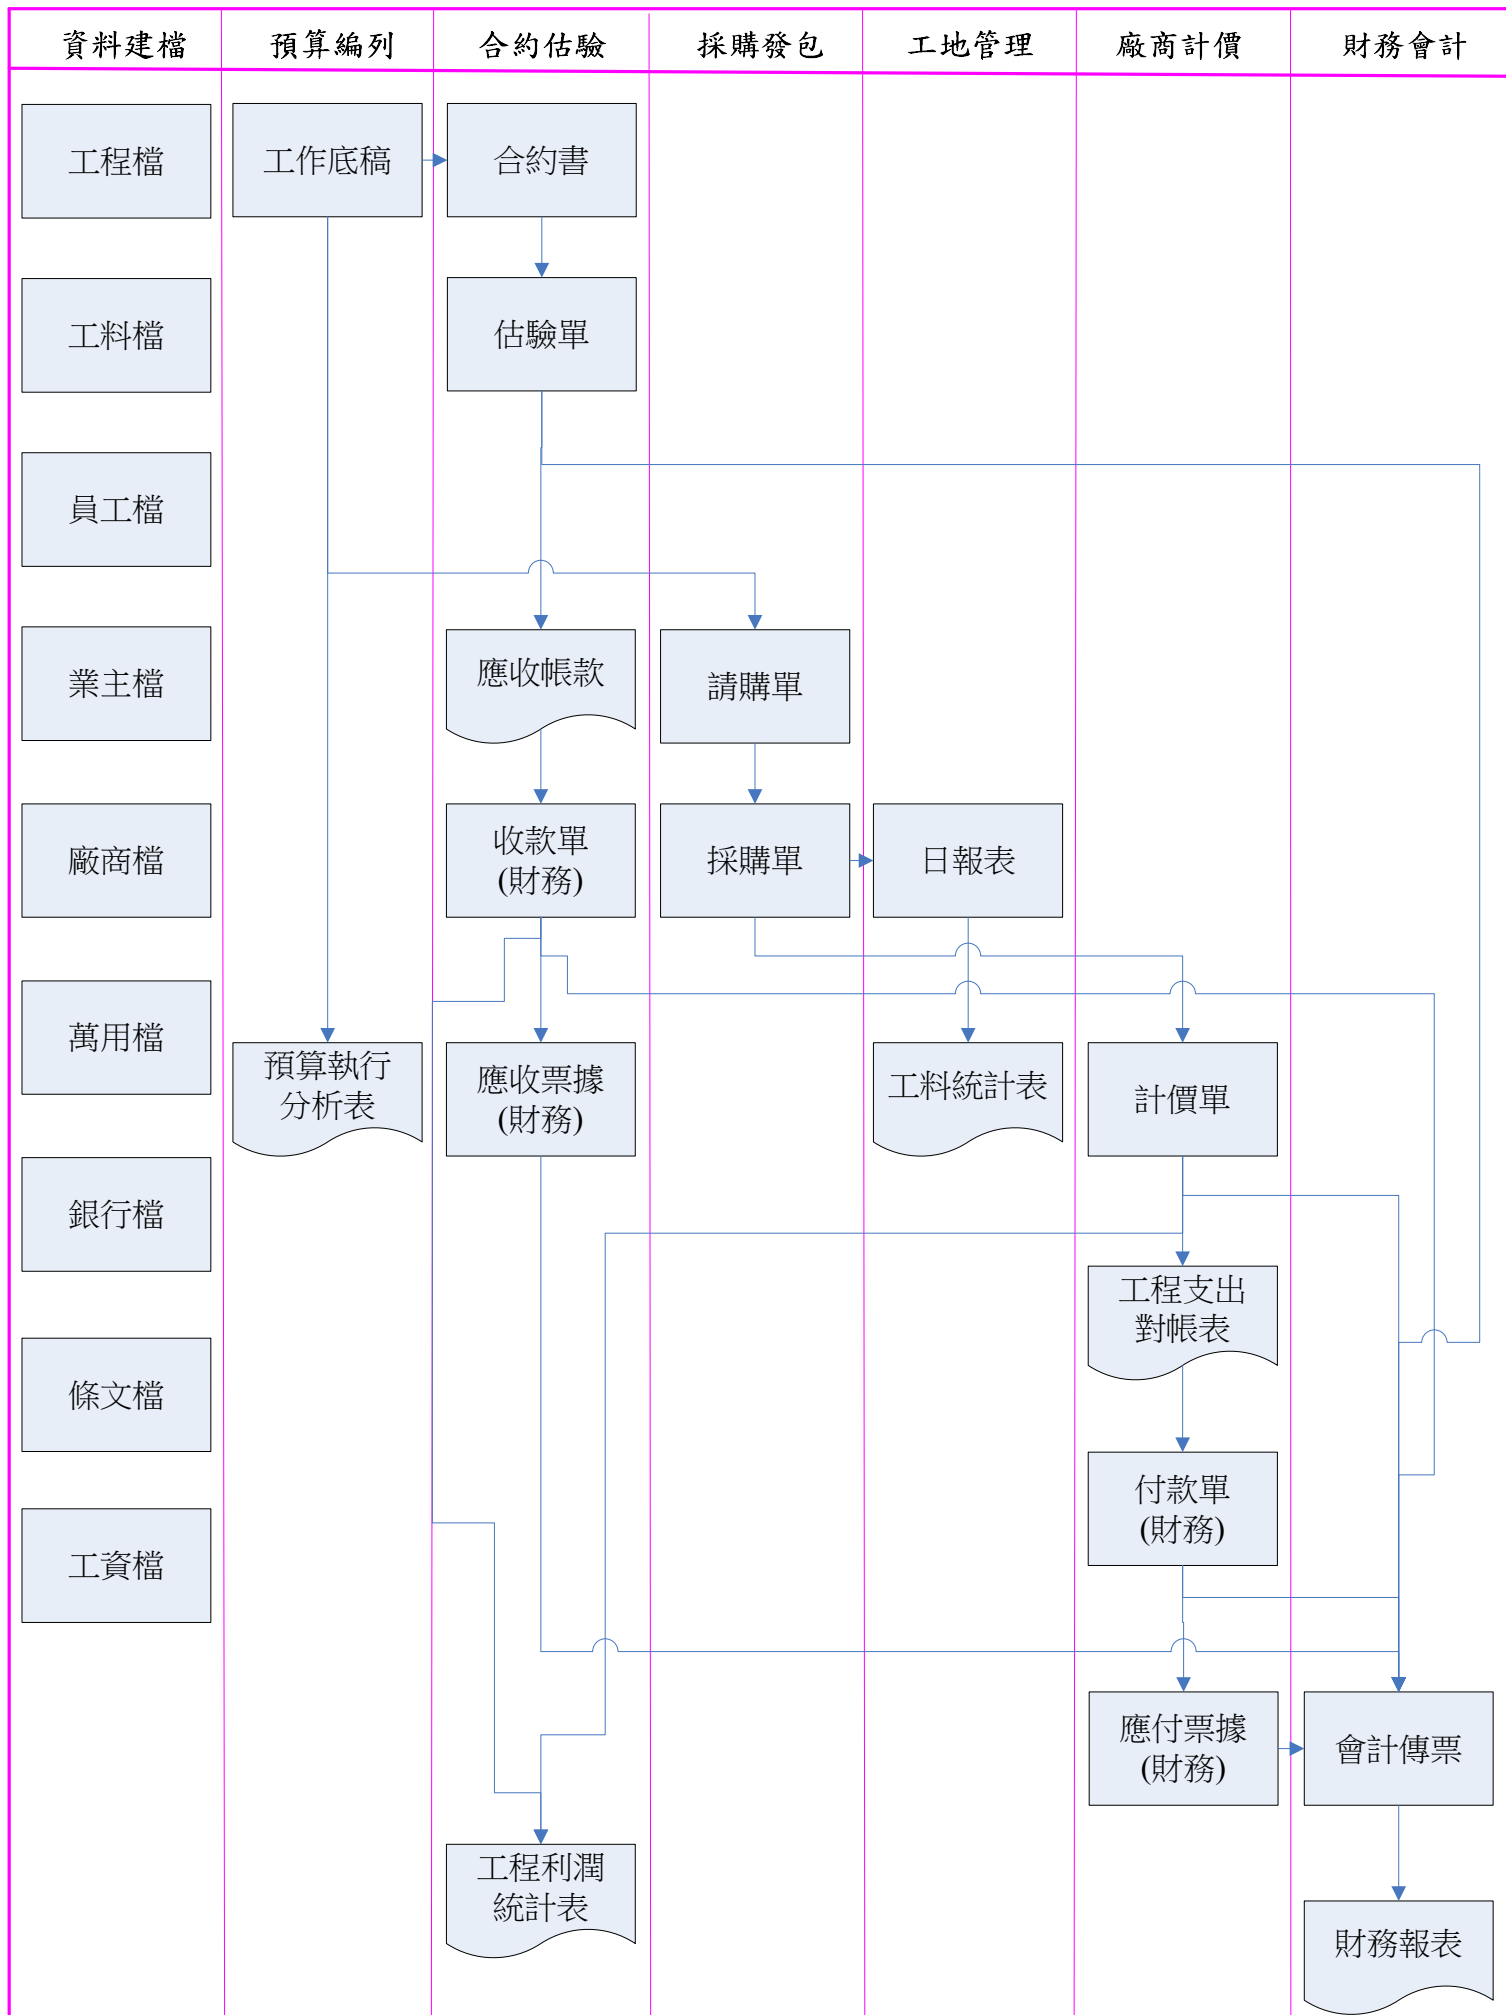 資料建檔 預算編列 合約估驗 採購發包 工地管理 廠商計價 財務會計
工程檔
工作底稿
合約書
工料檔
估驗單
員工檔
業主檔
應收帳款
請購單
廠商檔
收款單
(財務)
採購單
日報表
萬用檔
預算執行
分析表
應收票據
(財務)
工料統計表
計價單
銀行檔
工程支出
對帳表
條文檔
付款單
(財務)
工資檔
應付票據
(財務)
會計傳票
工程利潤
統計表
財務報表